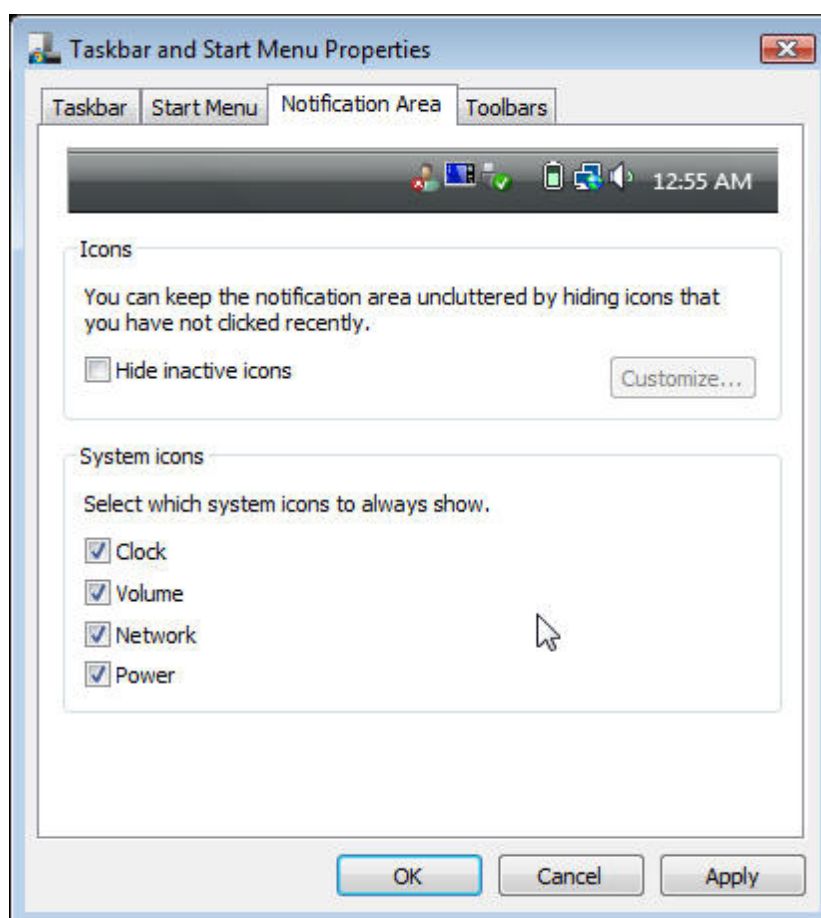 Taskbar and Start Menu Properties
Taskbar Start Menu Notification Area Toolbars
12:55 AM
Icons
You can keep the notification area uncluttered by hiding icons that
you have not clicked recently.
Hide inactive icons
Customize...
System icons
Select which system icons to always show.
Clock
Volume
Network
Power
OK Cancel Apply